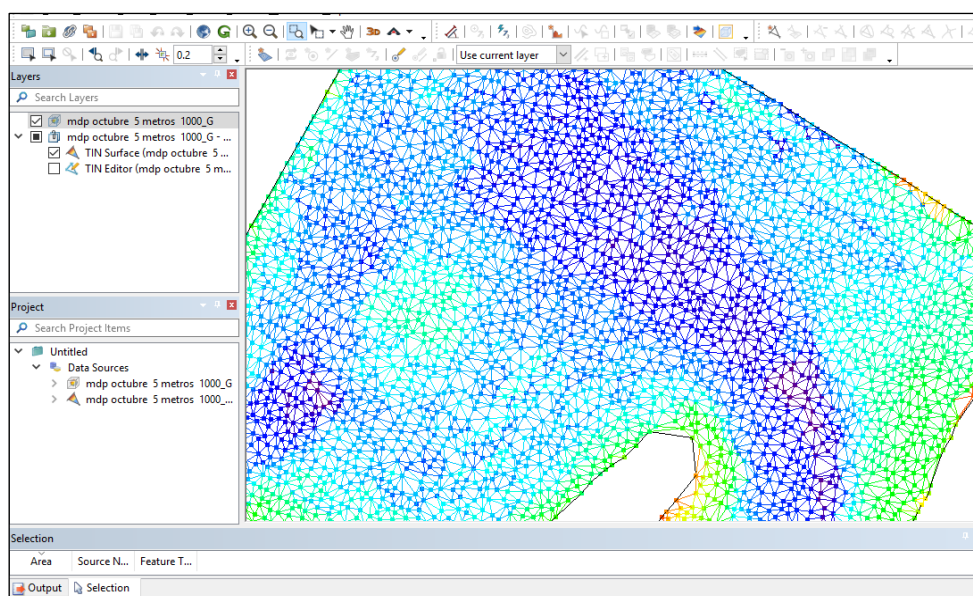 3D
0.2
Use current layer
Layers
Search Layers
mdp octubre 5 metros 1000_G
mdp octubre 5 metros 1000_G - ...
TIN Surface (mdp octubre 5 ...
TIN Editor (mdp octubre 5 m...
Project
Search Project Items
Untitled
Data Sources
mdp octubre 5 metros 1000_G
mdp octubre 5 metros 1000_...
Selection
Area Source N... Feature T...
Output Selection